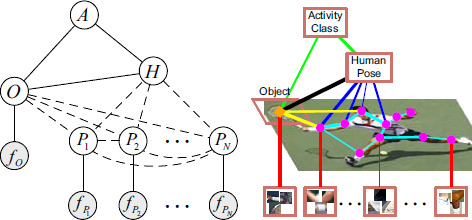 A
H
O
P1 P2 ... PN
fO
fP1 fP2 ... fPN
Activity
Class
Human
Pose
Object
... ...